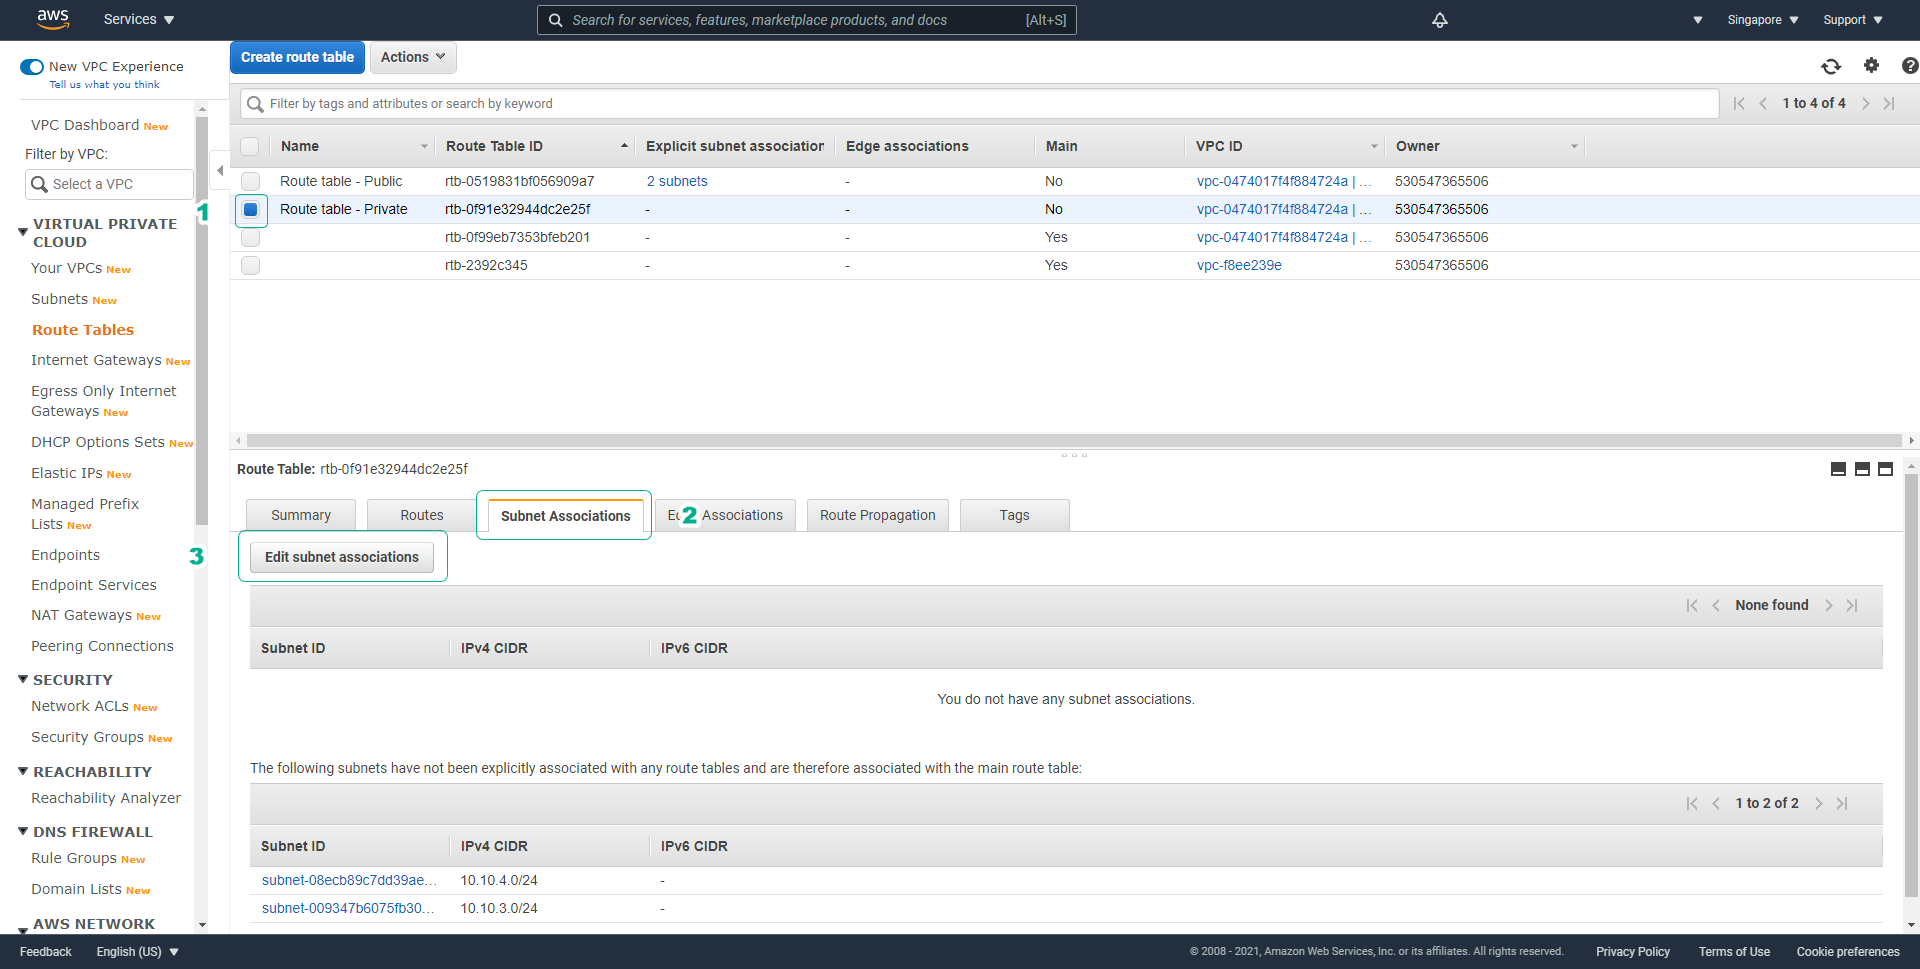 aws
Services
Search for services, features, marketplace products, and docs
[Alt+S]
Singapore
Support
New VPC Experience
Tell us what you think
VPC Dashboard New
Filter by VPC:
Select a VPC
VIRTUAL PRIVATE
CLOUD
Your VPCs New
Subnets New
Route Tables
Internet Gateways New
Egress Only Internet
Gateways New
DHCP Options Sets New
Elastic IPs New
Managed Prefix
Lists New
Endpoints
Endpoint Services
NAT Gateways New
Peering Connections
SECURITY
Network ACLs New
Security Groups New
REACHABILITY
Reachability Analyzer
DNS FIREWALL
Rule Groups New
Domain Lists New
AWS NETWORK
Create route table
Actions
Filter by tags and attributes or search by keyword
1 to 4 of 4
Name Route Table ID Explicit subnet association Edge associations Main VPC ID Owner
Route table - Public rtb-0519831bf056909a7 2 subnets - No vpc-0474017f4f884724a | ... 530547365506
1
Route table - Private rtb-0f91e32944dc2e25f - - No vpc-0474017f4f884724a | ... 530547365506
rtb-0f99eb7353bfeb201 - - Yes vpc-0474017f4f884724a | ... 530547365506
rtb-2392c345 - - Yes vpc-f8ee239e 530547365506
Route Table: rtb-0f91e32944dc2e25f
Summary Routes Subnet Associations 2 Associations Route Propagation Tags
3
Edit subnet associations
None found
Subnet ID IPv4 CIDR IPv6 CIDR
You do not have any subnet associations.
The following subnets have not been explicitly associated with any route tables and are therefore associated with the main route table:
1 to 2 of 2
Subnet ID IPv4 CIDR IPv6 CIDR
subnet-08ecb89c7dd39ae... 10.10.4.0/24 -
subnet-009347b6075fb30... 10.10.3.0/24 -
Feedback
English (US)
© 2008 - 2021, Amazon Web Services, Inc. or its affiliates. All rights reserved.
Privacy Policy
Terms of Use
Cookie preferences